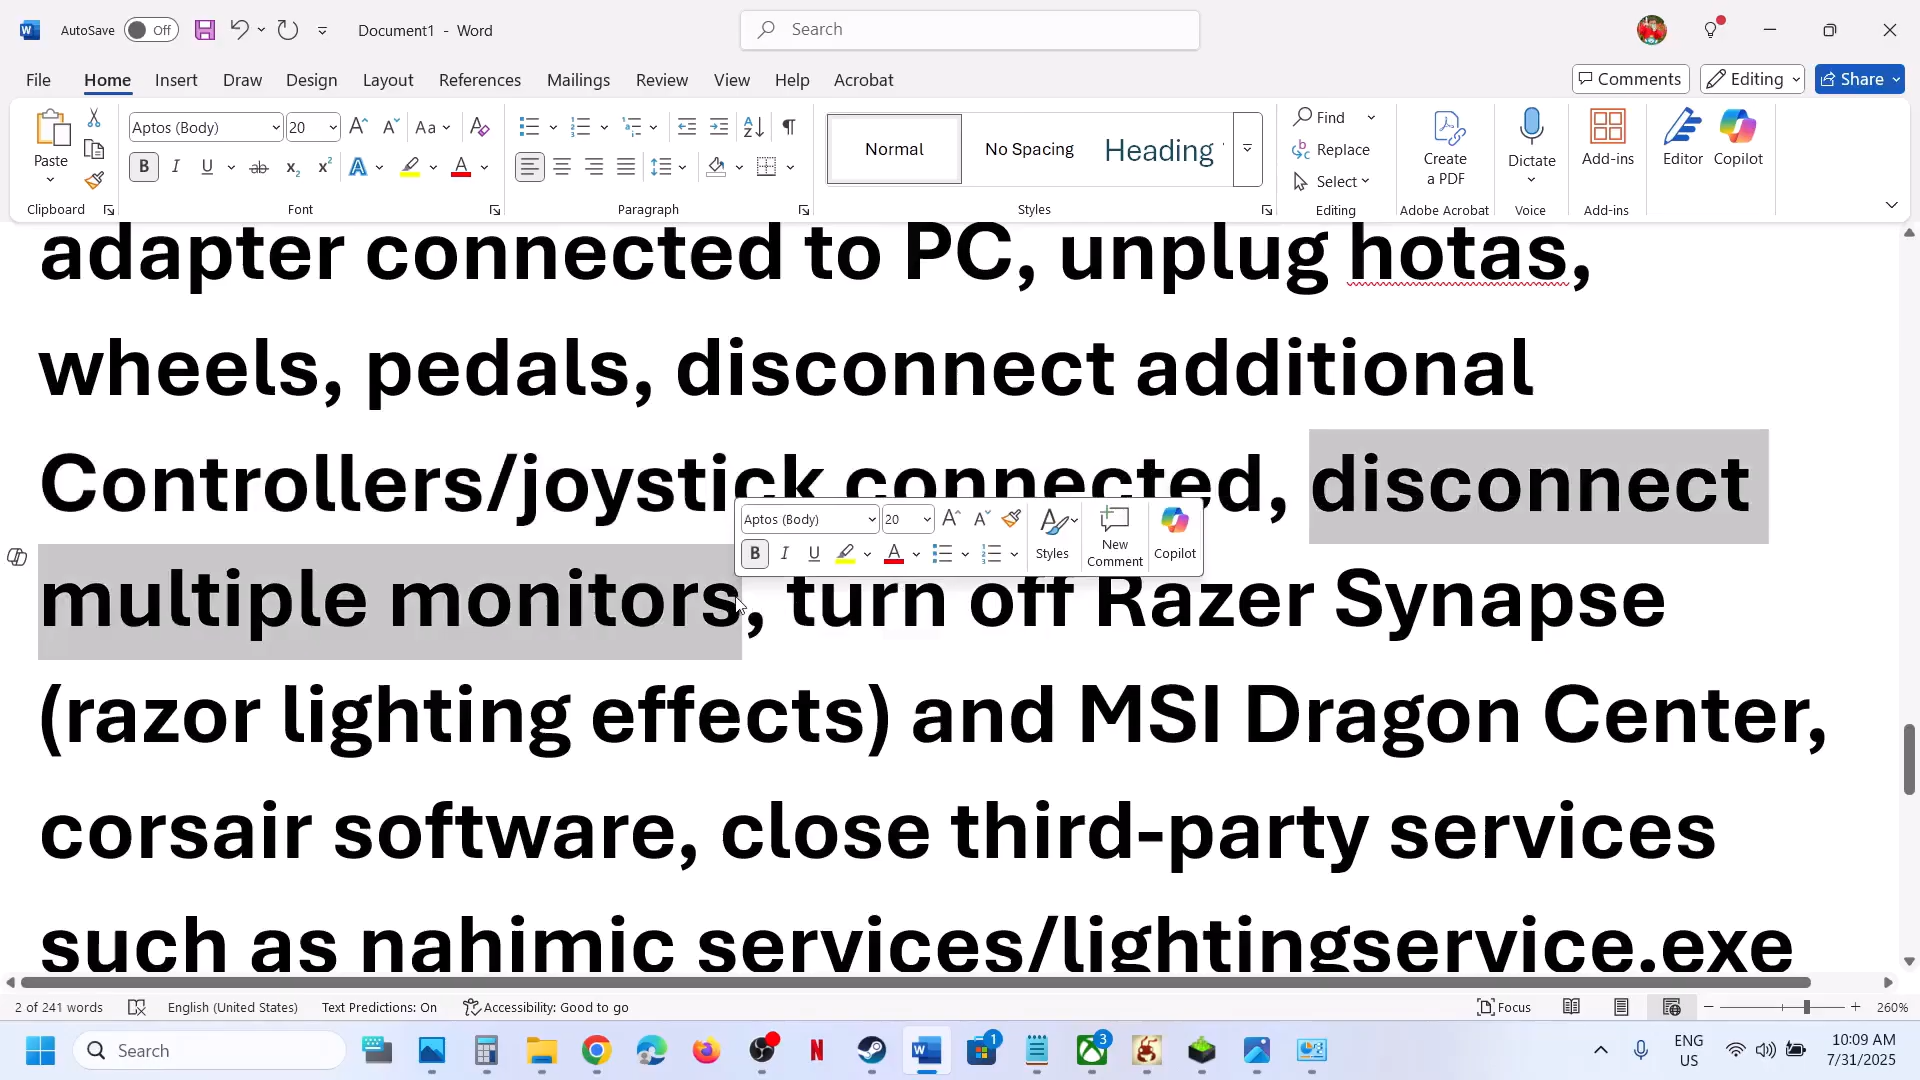 AutoSave Off Document1 - Word Search
File Home Insert Draw Design Layout References Mailings Review View Help Acrobat Comments Editing Share
Paste
Clipboard
Aptos (Body) 20
Font
Paragraph
Normal No Spacing Heading
Styles
Find
Replace
Select
Editing
Create a PDF
Adobe Acrobat
Dictate
Voice
Add-ins
Add-ins
Editor Copilot
adapter connected to PC, unplug hotas,
wheels, pedals, disconnect additional
Controllers/joystick connected, disconnect
Aptos (Body) 20 Styles New Comment Copilot
multiple monitors, turn off Razer Synapse
(razor lighting effects) and MSI Dragon Center,
corsair software, close third-party services
such as nahimic services/lightingservice.exe
2 of 241 words English (United States) Text Predictions: On Accessibility: Good to go Focus 260%
Search ENG US 10:09 AM 7/31/2025